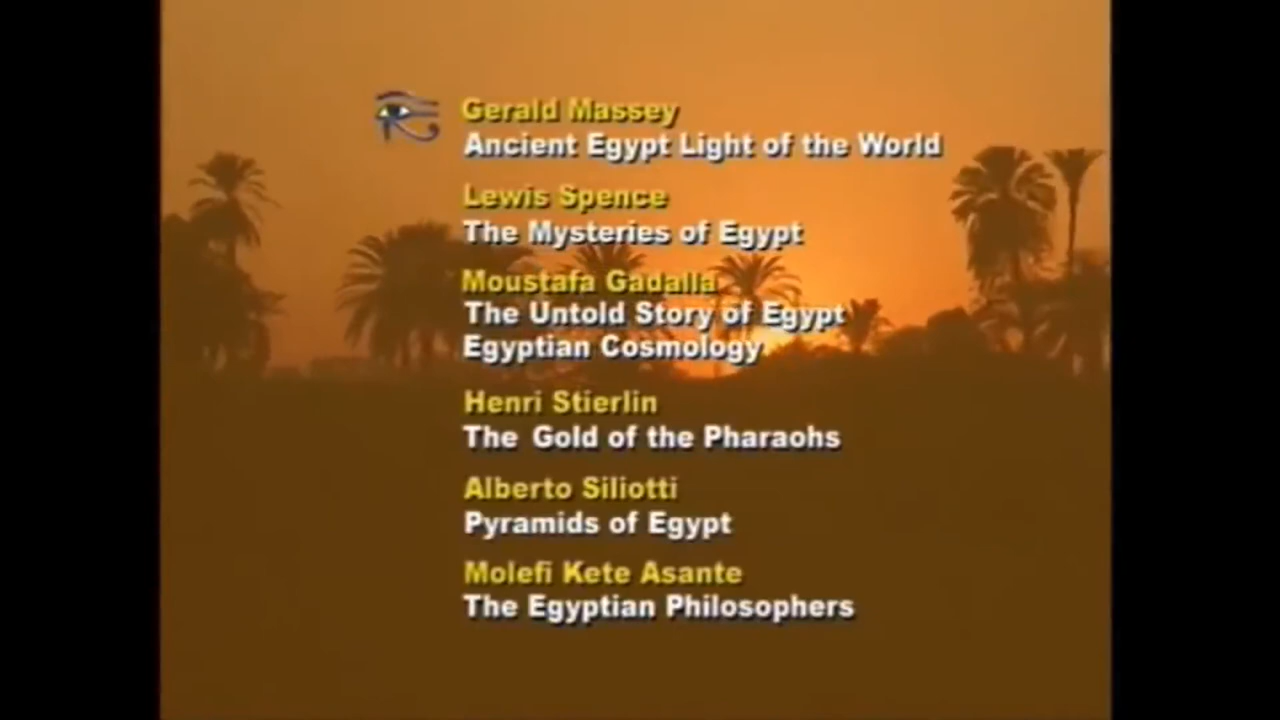 Gerald Massey
Ancient Egypt Light of the World
Lewis Spence
The Mysteries of Egypt
Moustafa Gadalla
The Untold Story of Egypt
Egyptian Cosmology
Henri Stierlin
The Gold of the Pharaohs
Alberto Siliotti
Pyramids of Egypt
Molefi Kete Asante
The Egyptian Philosophers